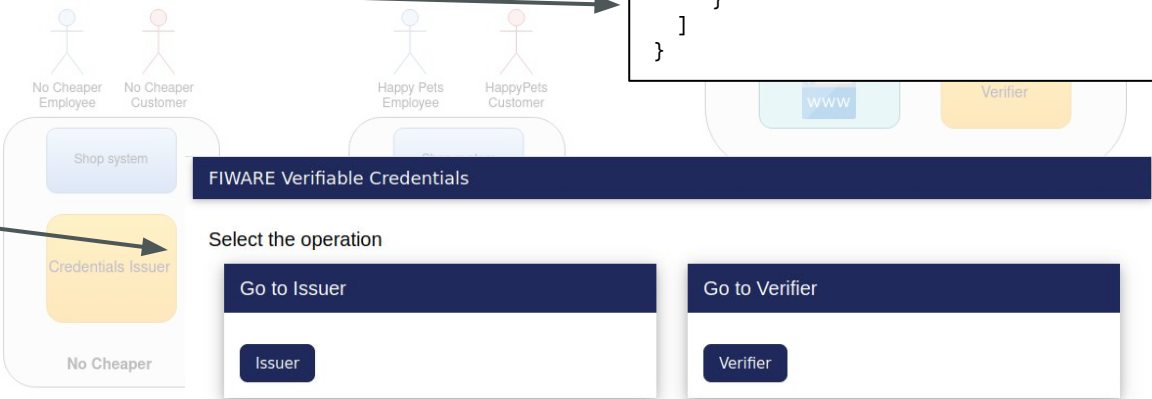 }
]
}
No Cheaper
Employee
No Cheaper
Customer
Happy Pets
Employee
HappyPets
Customer
www
Verifier
Shop system
FIWARE Verifiable Credentials
Select the operation
Credentials Issuer
Go to Issuer
Go to Verifier
Issuer
Verifier
No Cheaper